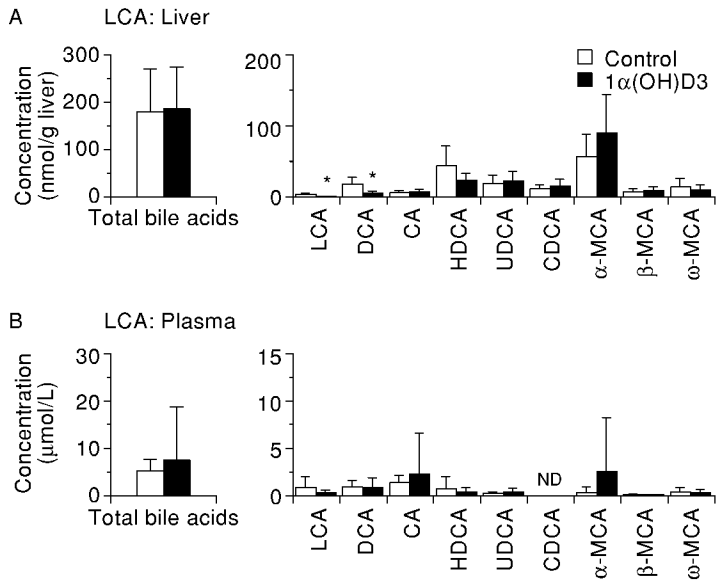 A LCA: Liver
Concentration
(nmol/g liver)
300
200
100
0
Total bile acids
200
100
0
Control
1α(OH)D3
*
*
LCA
DCA
CA
HDCA
UDCA
CDCA
α-MCA
β-MCA
ω-MCA
B LCA: Plasma
Concentration
(μmol/L)
30
20
10
0
Total bile acids
15
10
5
0
ND
LCA
DCA
CA
HDCA
UDCA
CDCA
α-MCA
β-MCA
ω-MCA